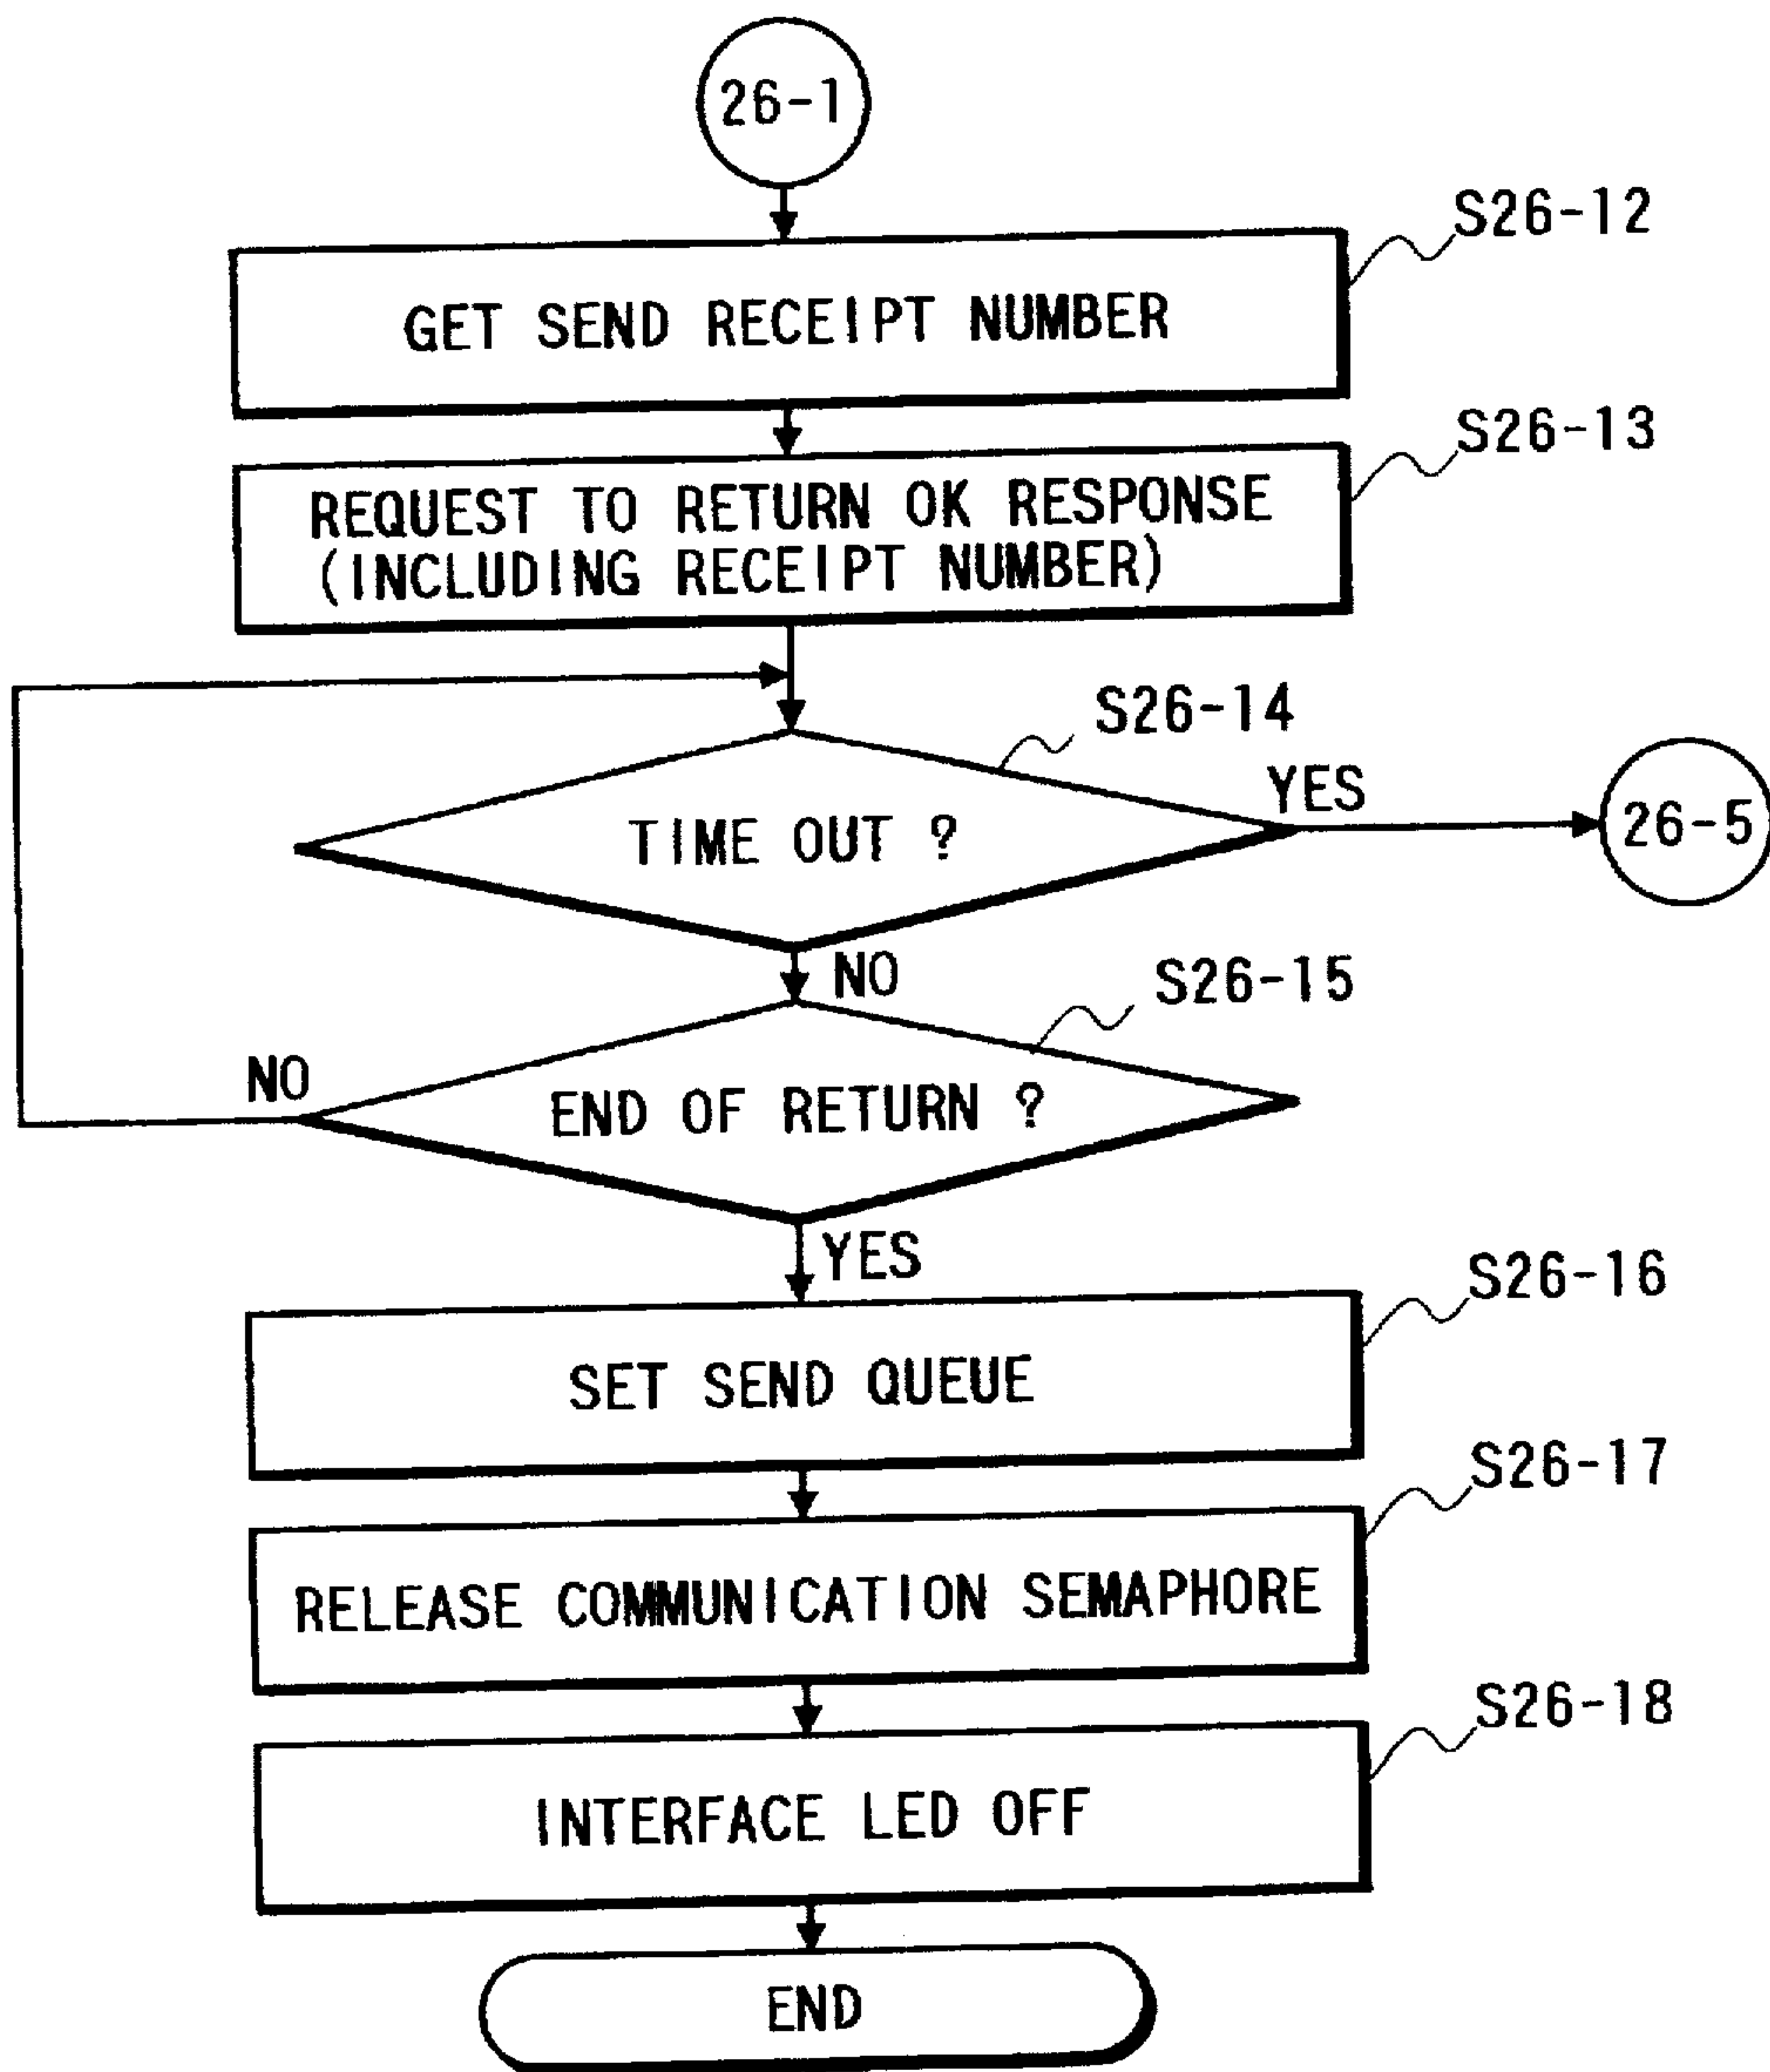 26-1
S26-12
GET SEND RECEIPT NUMBER
S26-13
REQUEST TO RETURN OK RESPONSE
(INCLUDING RECEIPT NUMBER)
S26-14
YES
TIME OUT ?
26-5
NO
S26-15
NO
END OF RETURN ?
YES
S26-16
SET SEND QUEUE
S26-17
RELEASE COMMUNICATION SEMAPHORE
S26-18
INTERFACE LED OFF
END